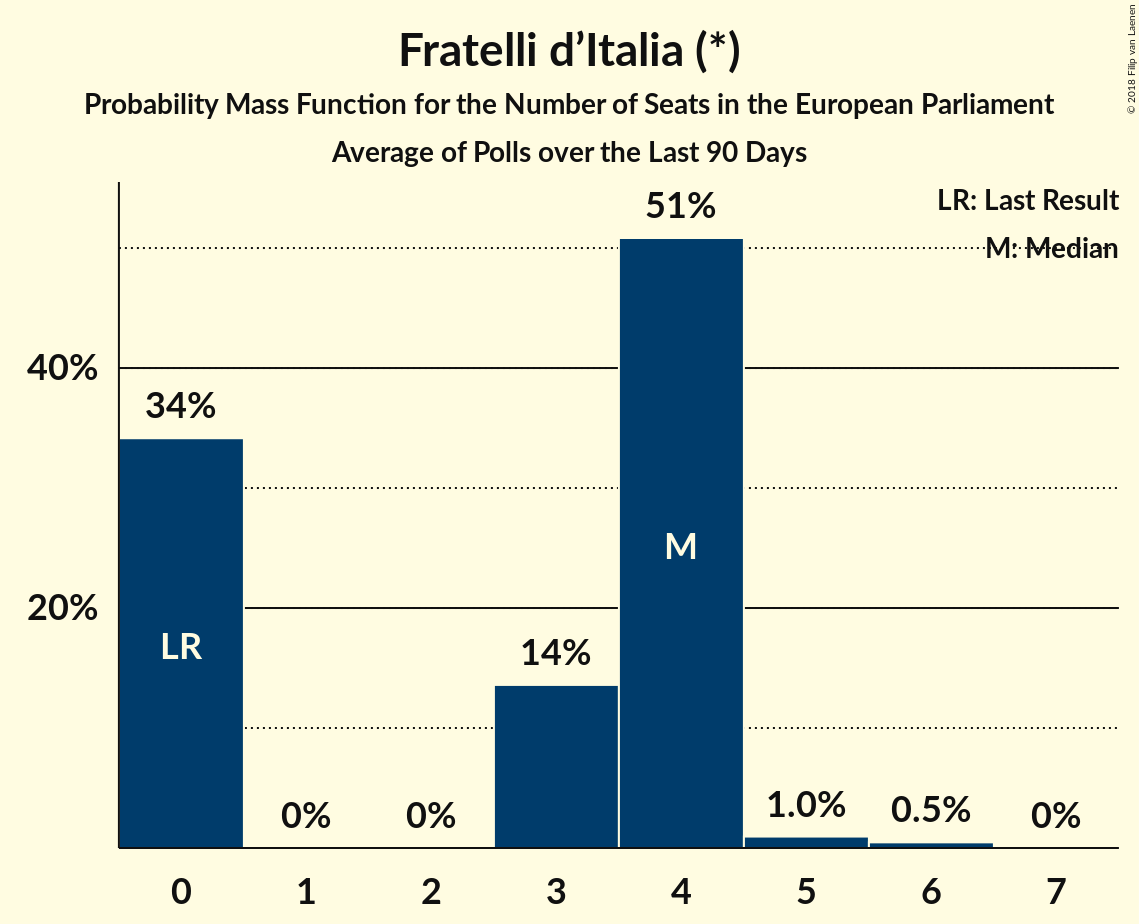 Fratelli d’Italia (*)
Probability Mass Function for the Number of Seats in the European Parliament
Average of Polls over the Last 90 Days
© 2018 Filip van Laenen
LR: Last Result
M: Median
51%
40%
34%
M
20%
LR
14%
0%
0%
1.0%
0.5%
0%
0 1 2 3 4 5 6 7